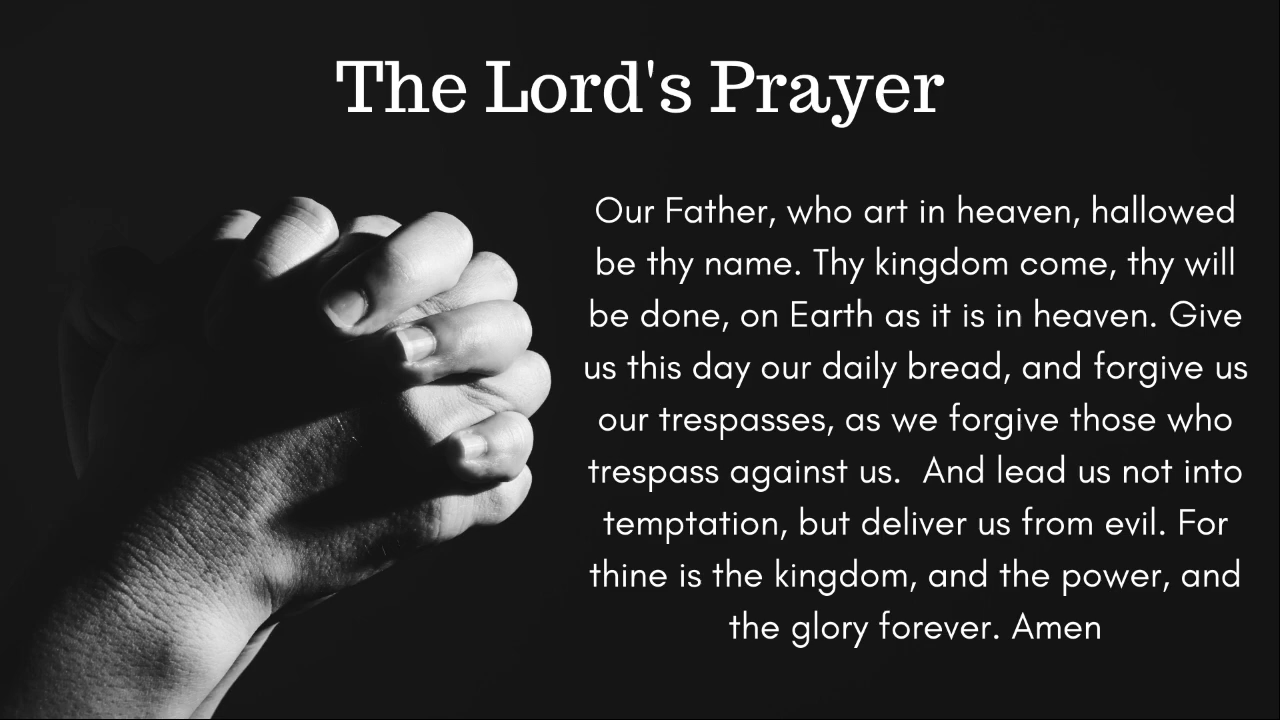 The Lord's Prayer
Our Father, who art in heaven, hallowed
be thy name. Thy kingdom come, thy will
be done, on Earth as it is in heaven. Give
us this day our daily bread, and forgive us
our trespasses, as we forgive those who
trespass against us.  And lead us not into
temptation, but deliver us from evil. For
thine is the kingdom, and the power, and
the glory forever. Amen